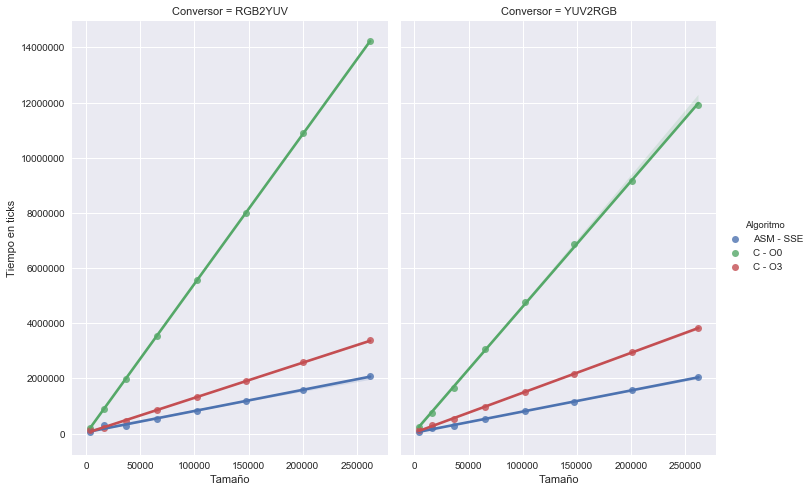 Conversor = RGB2YUV
Conversor = YUV2RGB
14000000
12000000
10000000
8000000
6000000
4000000
2000000
0
Tiempo en ticks
0 50000 100000 150000 200000 250000
0 50000 100000 150000 200000 250000
Tamaño
Tamaño
Algoritmo
ASM - SSE
C - O0
C - O3